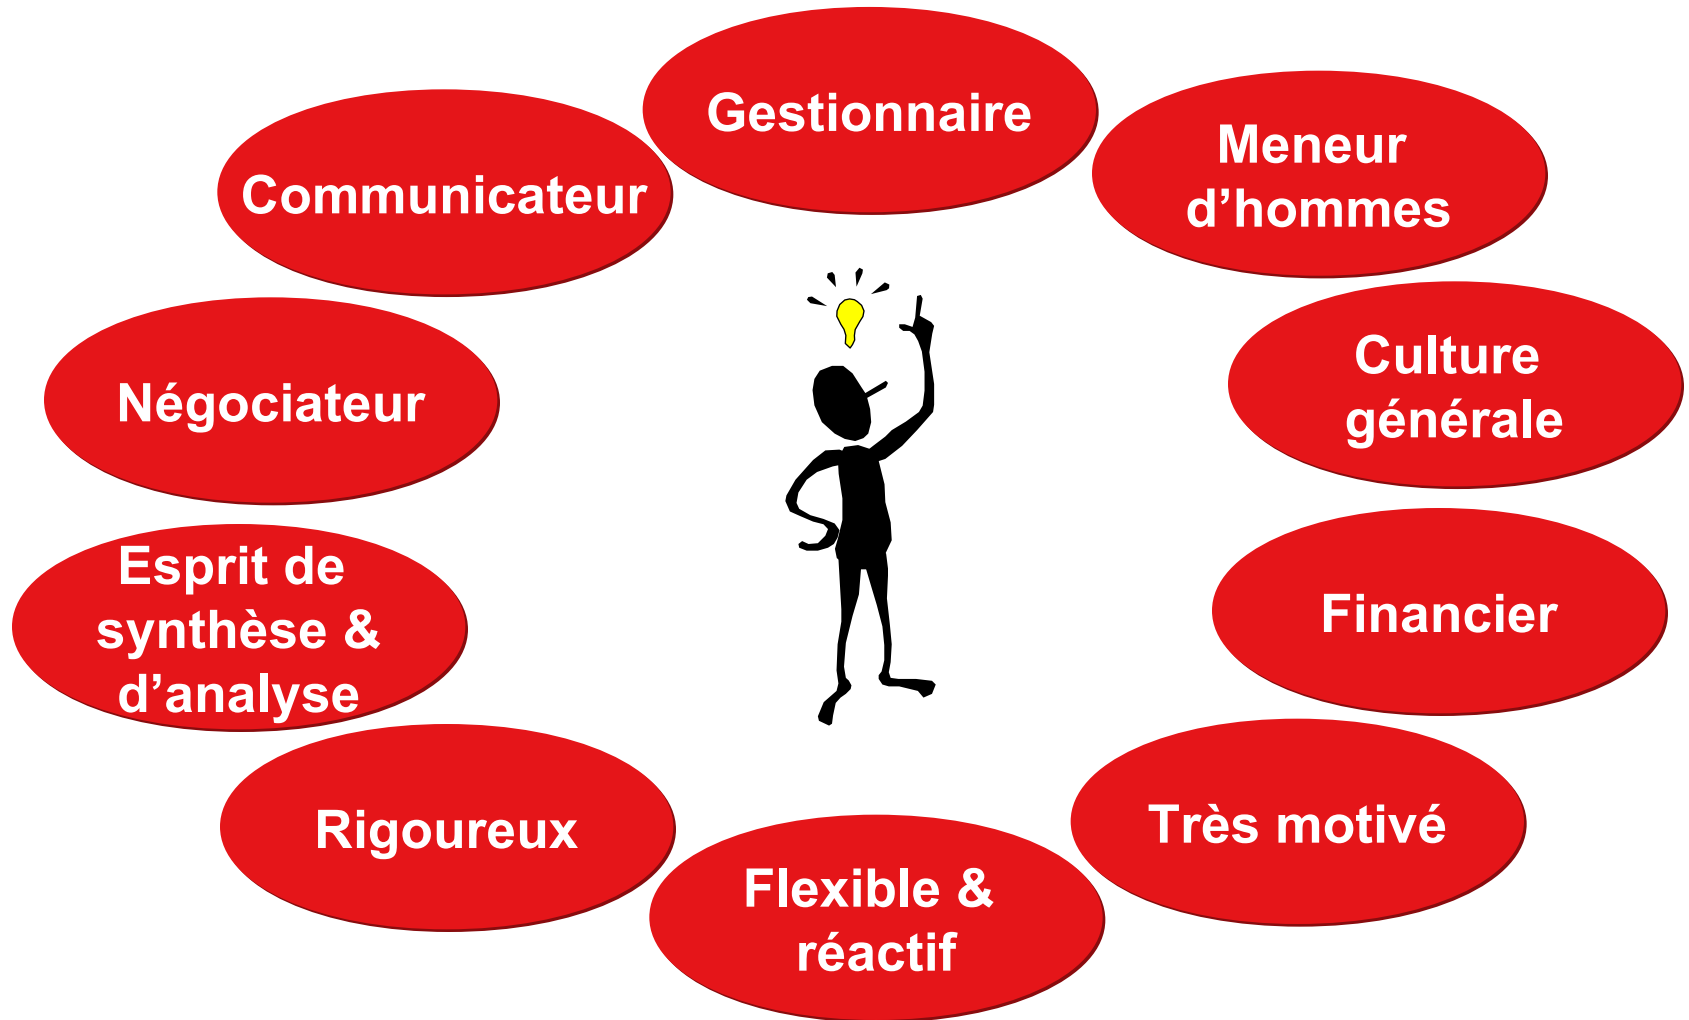 Gestionnaire
Meneur
d’hommes
Culture
générale
Financier
Très motivé
Flexible &
réactif
Rigoureux
Esprit de
synthèse &
d’analyse
Négociateur
Communicateur